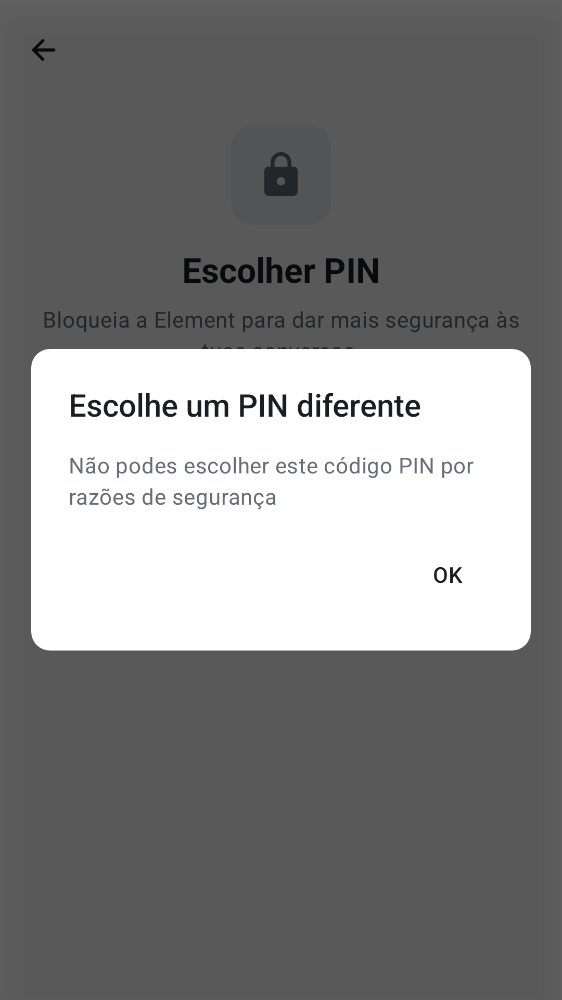 Escolher PIN
Bloqueia a Element para dar mais segurança às
Escolhe um PIN diferente
Não podes escolher este código PIN por
razões de segurança
OK